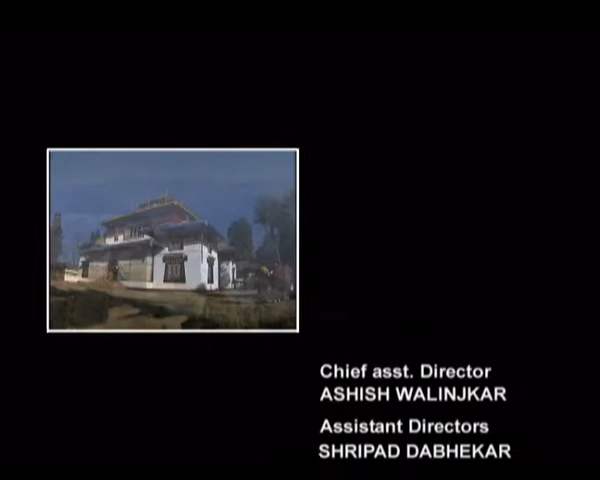 Chief asst. Director
ASHISH WALINJKAR
Assistant Directors
SHRIPAD DABHEKAR